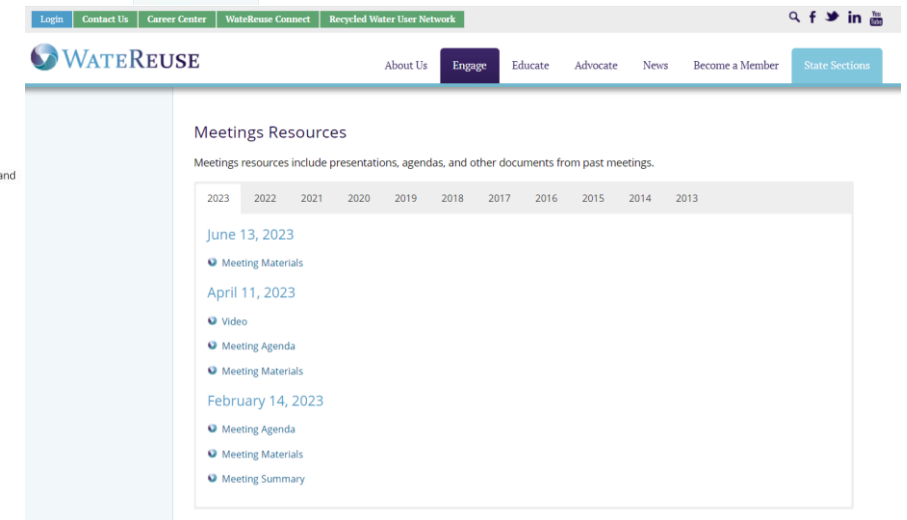 Login Contact Us Career Center WateReuse Connect Recycled Water User Network
You Tube
WATEREUSE
About Us Engage Educate Advocate News Become a Member State Sections
Meetings Resources
Meetings resources include presentations, agendas, and other documents from past meetings.
and
2023 2022 2021 2020 2019 2018 2017 2016 2015 2014 2013
June 13, 2023
Meeting Materials
April 11, 2023
Video
Meeting Agenda
Meeting Materials
February 14, 2023
Meeting Agenda
Meeting Materials
Meeting Summary